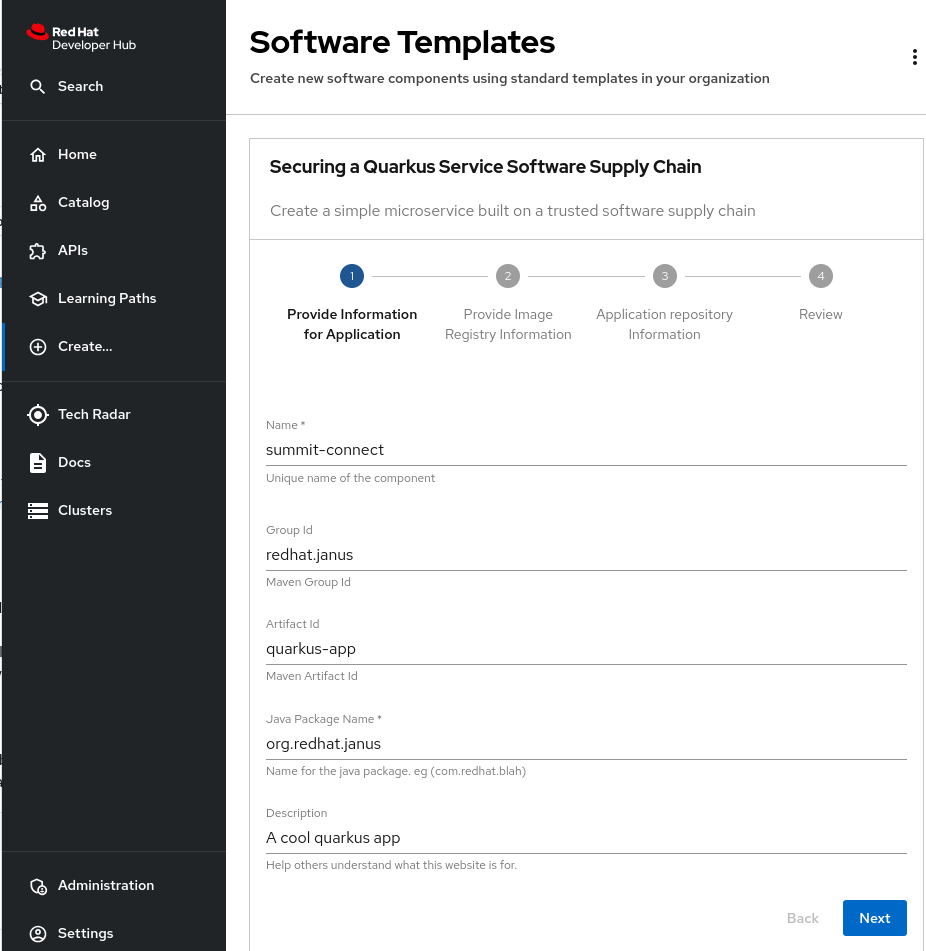 Red Hat
Developer Hub
Search
Home
Catalog
APIs
Learning Paths
Create...
Tech Radar
Docs
Clusters
Administration
Settings
Software Templates
Create new software components using standard templates in your organization
Securing a Quarkus Service Software Supply Chain
Create a simple microservice built on a trusted software supply chain
1
Provide Information
for Application
2
Provide Image
Registry Information
3
Application repository
Information
4
Review
Name *
summit-connect
Unique name of the component
Group Id
redhat.janus
Maven Group Id
Artifact Id
quarkus-app
Maven Artifact Id
Java Package Name *
org.redhat.janus
Name for the java package. eg (com.redhat.blah)
Description
A cool quarkus app
Help others understand what this website is for.
Back
Next